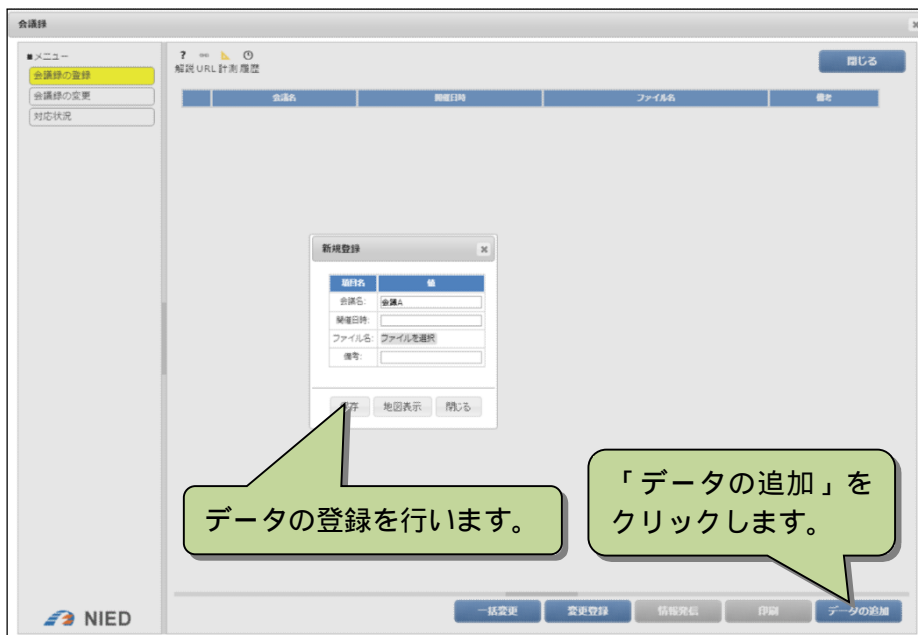 会議録
■メニュー
会議録の登録
会議録の変更
対応状況
?
解説 URL 計測 履歴
閉じる
会議名 開催日時 ファイル名 備考
新規登録
項目名 値
会議名: 会議A
開催日時:
ファイル名: ファイルを選択
備考:
保存 地図表示 閉じる
データの登録を行います。
「データの追加」を
クリックします。
一括変更 変更登録 情報発信 印刷 データの追加
NIED